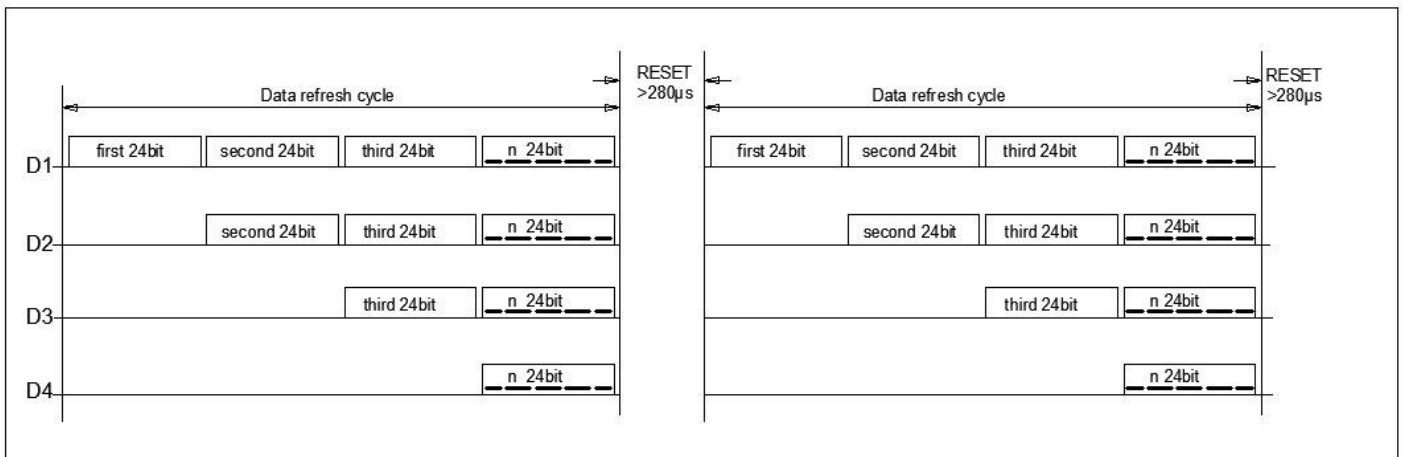 RESET
>280µs
RESET
>280µs
Data refresh cycle
Data refresh cycle
D1 first 24bit second 24bit third 24bit n 24bit first 24bit second 24bit third 24bit n 24bit
D2 second 24bit third 24bit n 24bit second 24bit third 24bit n 24bit
D3 third 24bit n 24bit third 24bit n 24bit
D4 n 24bit n 24bit